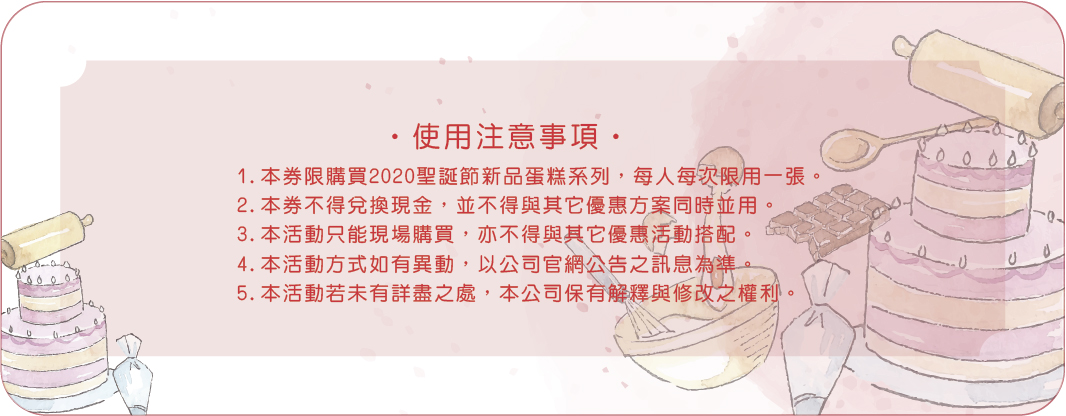 ・使用注意事項・
1.本券限購買2020聖誕節新品蛋糕系列，每人每次限用一張。
2.本券不得兌換現金，並不得與其它優惠方案同時並用。
3.本活動只能現場購買，亦不得與其它優惠活動搭配。
4.本活動方式如有異動，以公司官網公告之訊息為準。
5.本活動若未有詳盡之處，本公司保有解釋與修改之權利。